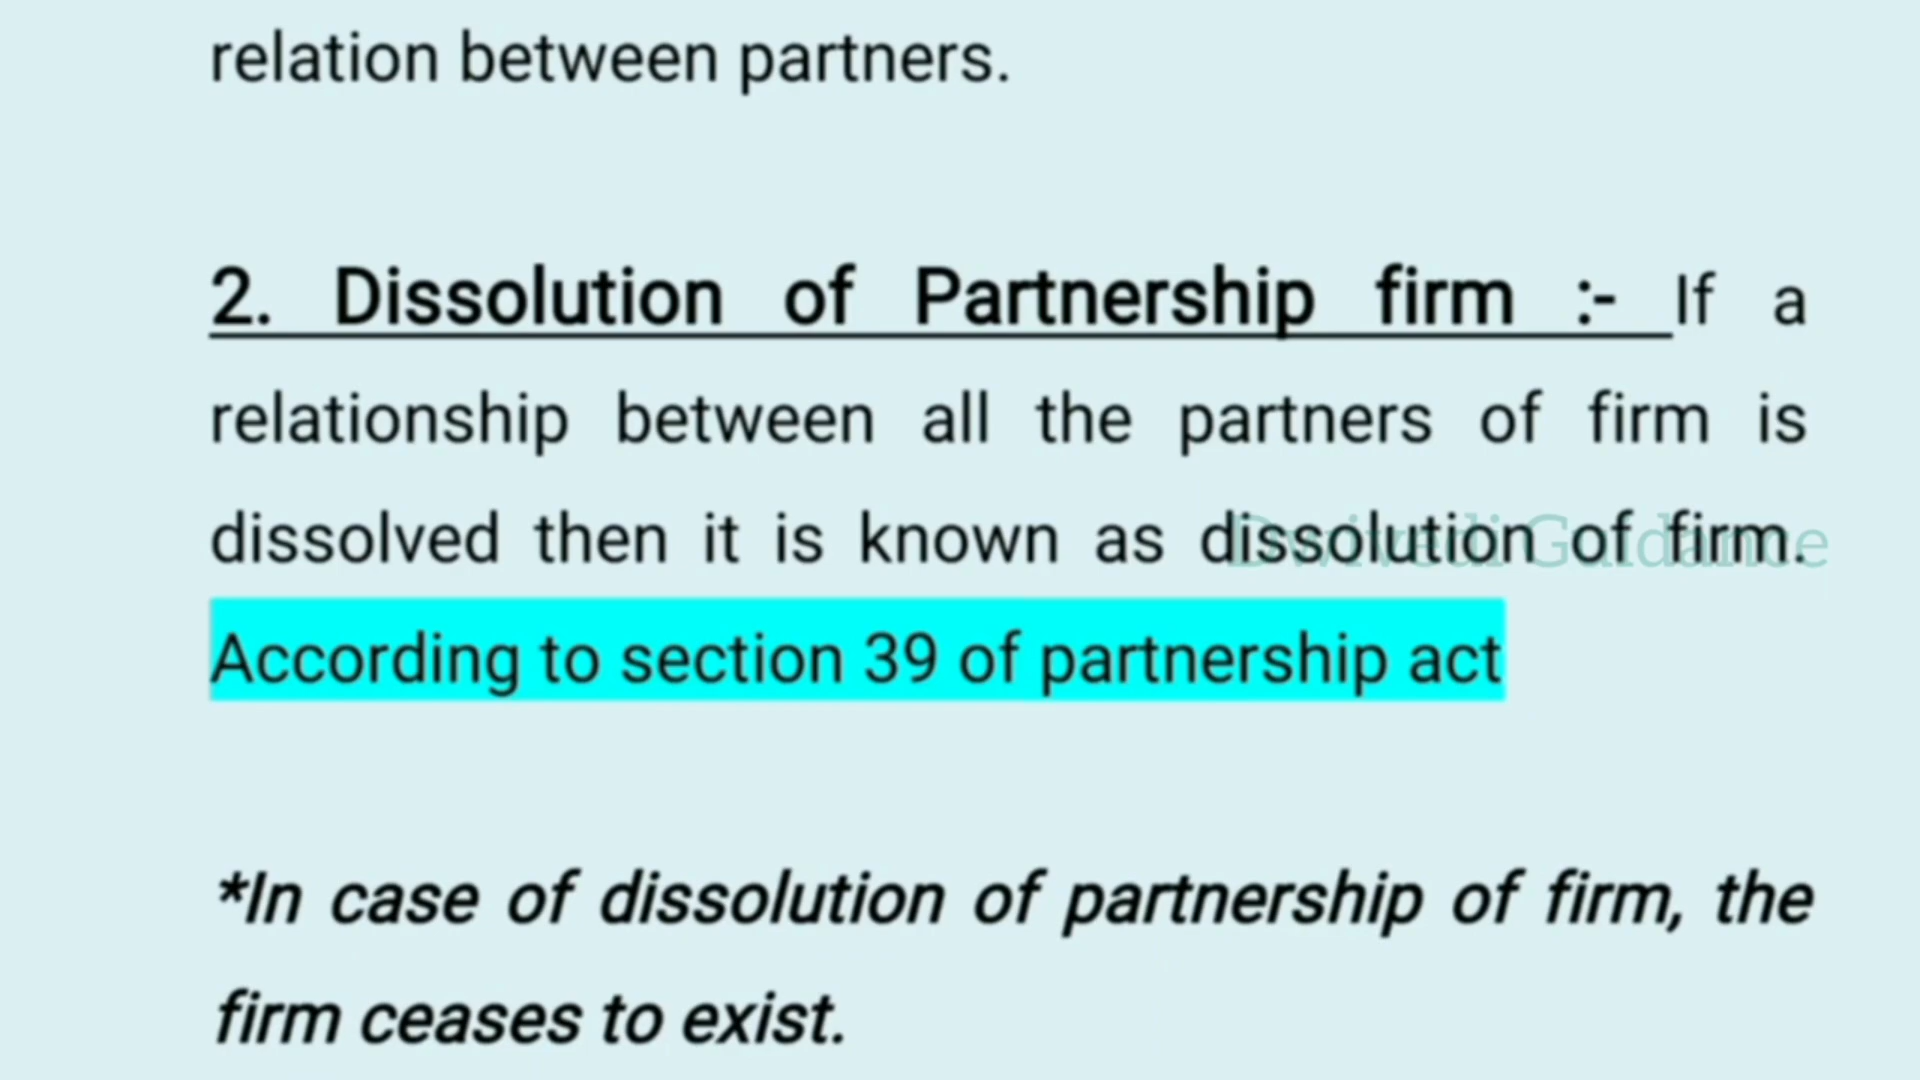 relation between partners.
2. Dissolution of Partnership firm :- If a
relationship between all the partners of firm is
dissolved then it is known as dissolution of firm.
Dwivedi Guidance
According to section 39 of partnership act
*In case of dissolution of partnership of firm, the
firm ceases to exist.